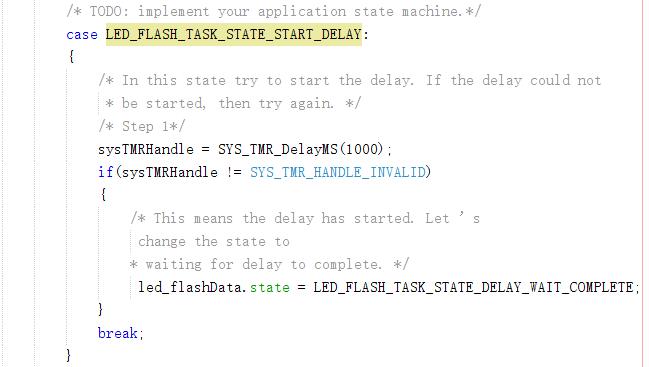 /* TODO: implement your application state machine.*/
case LED_FLASH_TASK_STATE_START_DELAY:
{
/* In this state try to start the delay. If the delay could not
* be started, then try again. */
/* Step 1*/
sysTMRHandle = SYS_TMR_DelayMS(1000);
if(sysTMRHandle != SYS_TMR_HANDLE_INVALID)
{
/* This means the delay has started. Let ’ s
change the state to
* waiting for delay to complete. */
led_flashData.state = LED_FLASH_TASK_STATE_DELAY_WAIT_COMPLETE;
}
break;
}